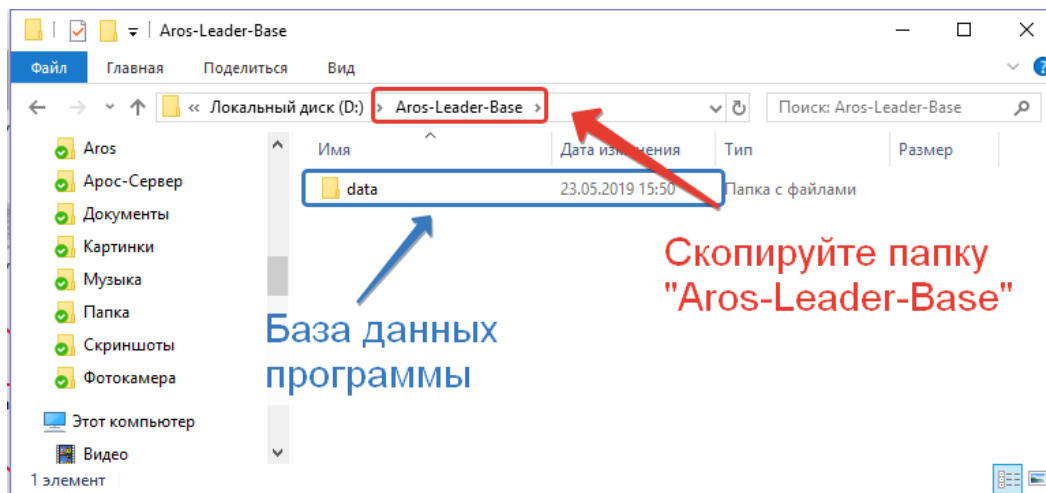 Aros-Leader-Base
Файл Главная Поделиться Вид
« Локальный диск (D:) › Aros-Leader-Base › Поиск: Aros-Leader-Base
Имя Дата изменения Тип Размер
data 23.05.2019 15:50 Папка с файлами
Aros
Арос-Сервер
Документы
Картинки
Музыка
Папка
Скриншоты
Фотокамера
Этот компьютер
Видео
1 элемент
Скопируйте папку
"Aros-Leader-Base"
База данных
программы